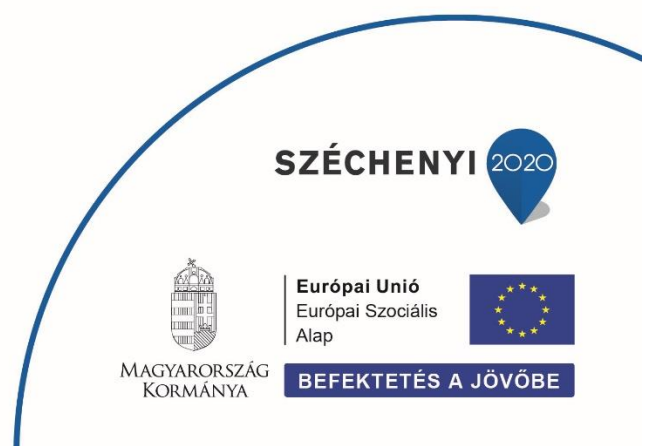 SZÉCHENYI 2020
Európai Unió
Európai Szociális
Alap
MAGYARORSZÁG
KORMÁNYA
BEFEKTETÉS A JÖVŐBE